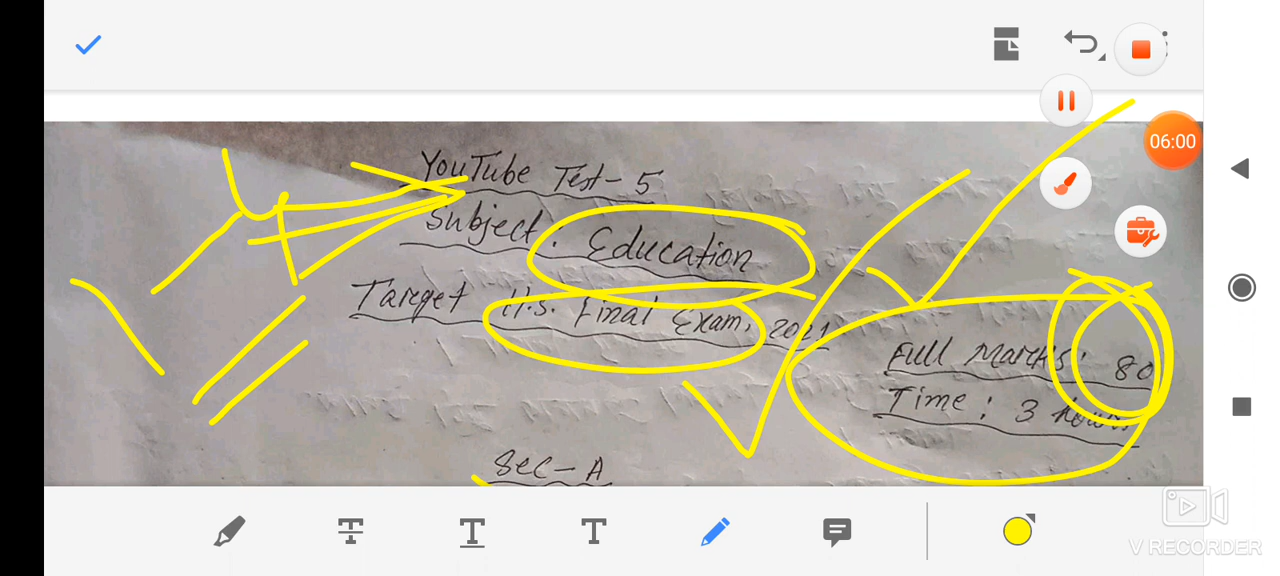 06:00
YouTube Test-5
Subject: Education
Target H.S. Final Exam, 2021
Full Marks: 80
Time: 3 hours
Sec-A
V RECORDER